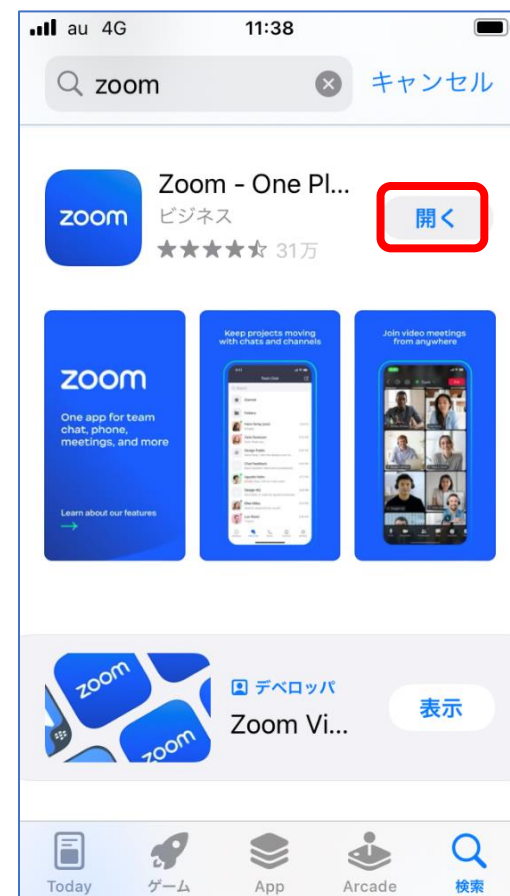 au 4G 11:38
zoom キャンセル
Zoom - One Pl...
zoom
ビジネス
開く
31万
zoom
One app for team
chat, phone,
meetings, and more
Learn about our features
Keep projects moving
with chats and channels
Team Chat
Join video meetings
from anywhere
zoom
zoom
デベロッパ
Zoom Vi...
表示
Today ゲーム App Arcade 検索